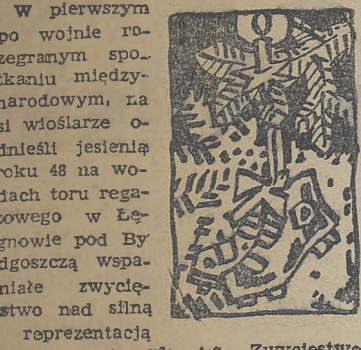 W pierwszym
po wojnie ro-
zegranym spo-
tkaniu między-
narodowym, na
si wioślarze o-
dnieśli jesienią
roku 48 na wo-
dach toru rega-
towego w Łę-
gnowie pod By
dgoszczą wspa-
niałe zwycię-
stwo nad silną
reprezentacją
Zwycięstwo